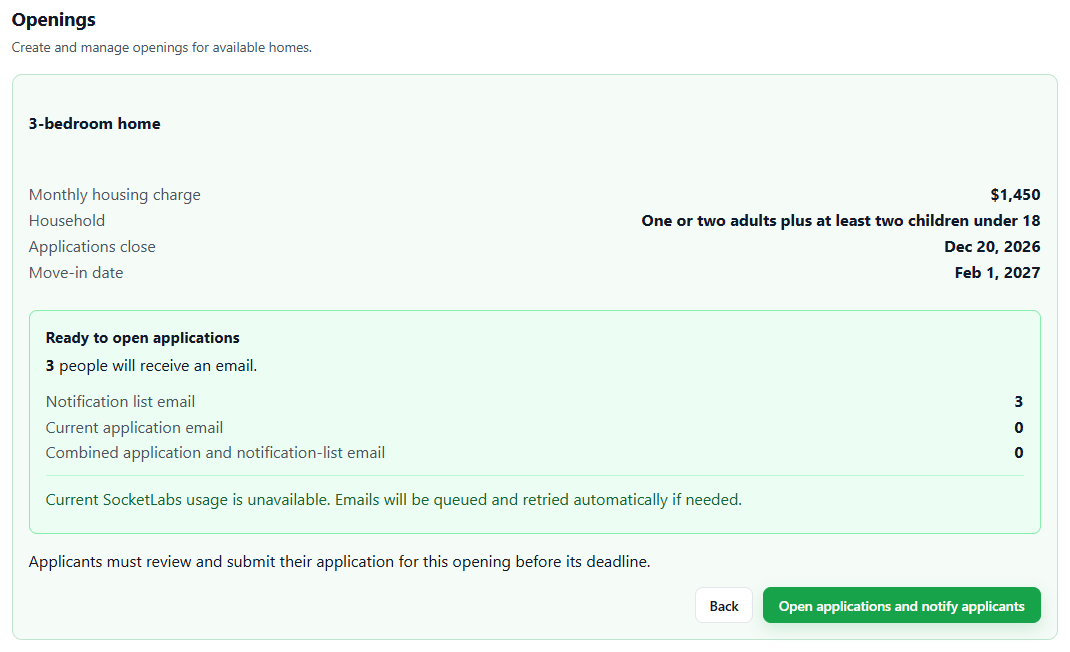 Openings
Create and manage openings for available homes.
3-bedroom home
Monthly housing charge $1,450
Household One or two adults plus at least two children under 18
Applications close Dec 20, 2026
Move-in date Feb 1, 2027
Ready to open applications
3 people will receive an email.
Notification list email 3
Current application email 0
Combined application and notification-list email 0
Current SocketLabs usage is unavailable. Emails will be queued and retried automatically if needed.
Applicants must review and submit their application for this opening before its deadline.
Back Open applications and notify applicants